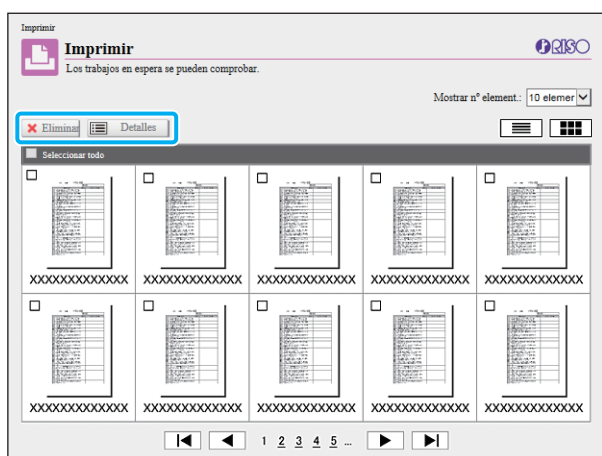 Imprimir
Imprimir
RISO
Los trabajos en espera se pueden comprobar.
Mostrar nº element.: 10 elemer
Eliminar Detalles
Seleccionar todo
XXXXXXXXXXXXX XXXXXXXXXXXXX XXXXXXXXXXXXX XXXXXXXXXXXXX XXXXXXXXXXXXX
XXXXXXXXXXXXX XXXXXXXXXXXXX XXXXXXXXXXXXX XXXXXXXXXXXXX XXXXXXXXXXXXX
1 2 3 4 5 ...